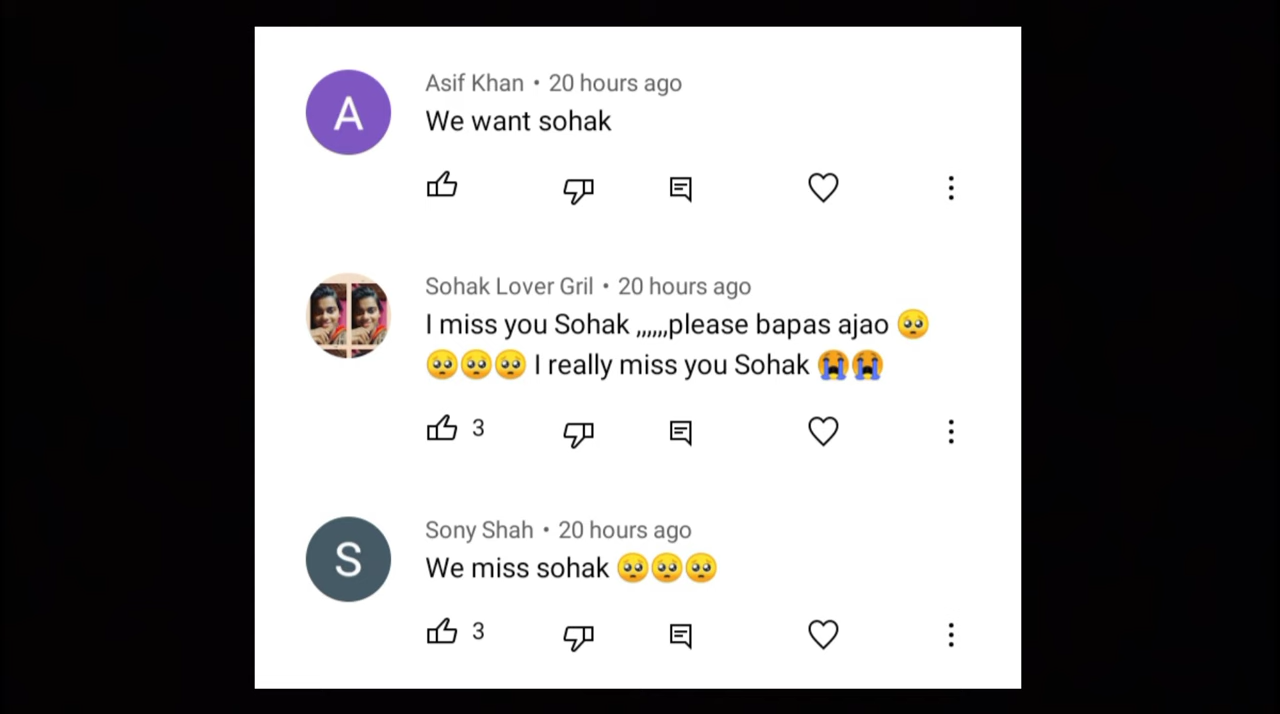 A
Asif Khan • 20 hours ago
We want sohak
Sohak Lover Gril • 20 hours ago
I miss you Sohak ,,,,,,please bapas ajao 🥺
🥺🥺🥺 I really miss you Sohak 😭😭
3
S
Sony Shah • 20 hours ago
We miss sohak 🥺🥺🥺
3